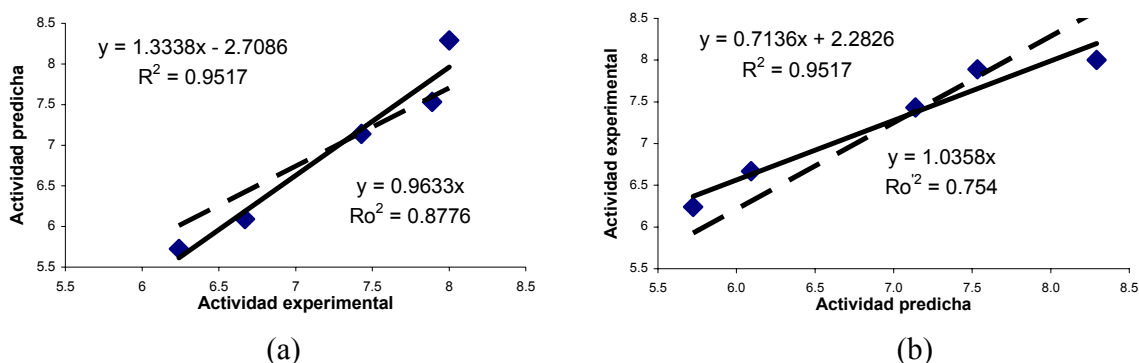 8.5
8
7.5
7
6.5
6
5.5
Actividad predicha
y = 1.3338x - 2.7086
R² = 0.9517
y = 0.9633x
Ro² = 0.8776
5.5 6 6.5 7 7.5 8 8.5
Actividad experimental
(a)
8.5
8
7.5
7
6.5
6
5.5
Actividad experimental
y = 0.7136x + 2.2826
R² = 0.9517
y = 1.0358x
Ro'² = 0.754
5.5 6.0 6.5 7.0 7.5 8.0 8.5
Actividad predicha
(b)